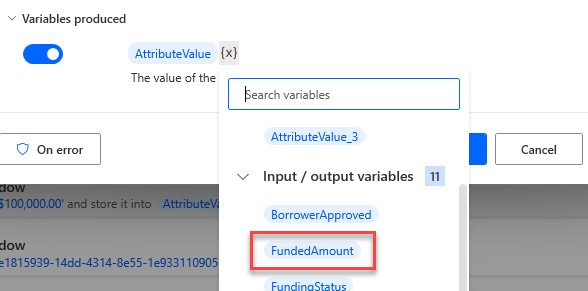 Variables produced
AttributeValue {x}
The value of the
Search variables
AttributeValue_3
On error
Cancel
Input / output variables 11
dow
$100,000.00' and store it into AttributeVa
BorrowerApproved
dow
FundedAmount
e1815939-14dd-4314-8e55-1e933110905
FundingStatus